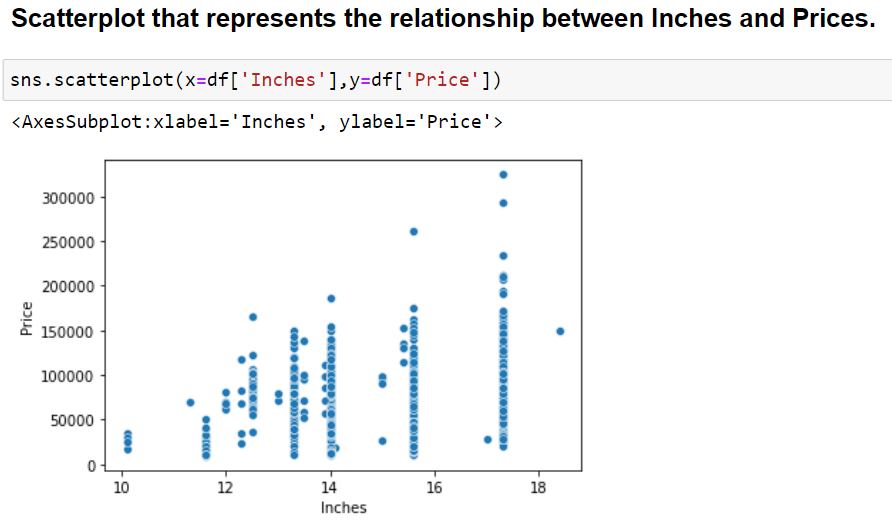 Scatterplot that represents the relationship between Inches and Prices.
sns.scatterplot(x=df['Inches'],y=df['Price'])
<AxesSubplot:xlabel='Inches', ylabel='Price'>
300000
250000
200000
150000
100000
50000
0
Price
10 12 14 16 18
Inches